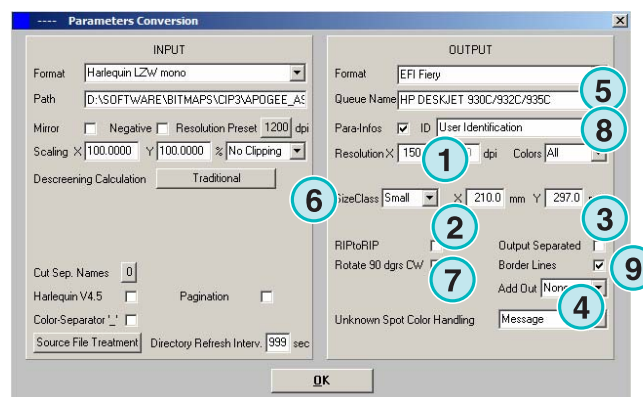 ---- Parameters Conversion
INPUT
Format Harlequin LZW mono
Path D:\SOFTWARE\BITMAPS\CIP3\APOGEE_AS
Mirror Negative Resolution Preset 1200 dpi
Scaling X 100.0000 Y 100.0000 % No Clipping
Descreening Calculation Traditional
Cut Sep. Names 0
Harlequin V4.5 Pagination
Color-Separator '_'
Source File Treatment Directory Refresh Interv. 999 sec
OUTPUT
Format EFI Fiery
Queue Name HP DESKJET 930C/932C/935C 5
Para-Infos ID User Identification 8
Resolution X 150 1 dpi Colors All
6 SizeClass Small X 210.0 mm Y 297.0
2 3
RIPtoRIP Output Separated
Rotate 90 dgrs CW 7 Border Lines 9
Add Out None
4
Unknown Spot Color Handling Message
OK